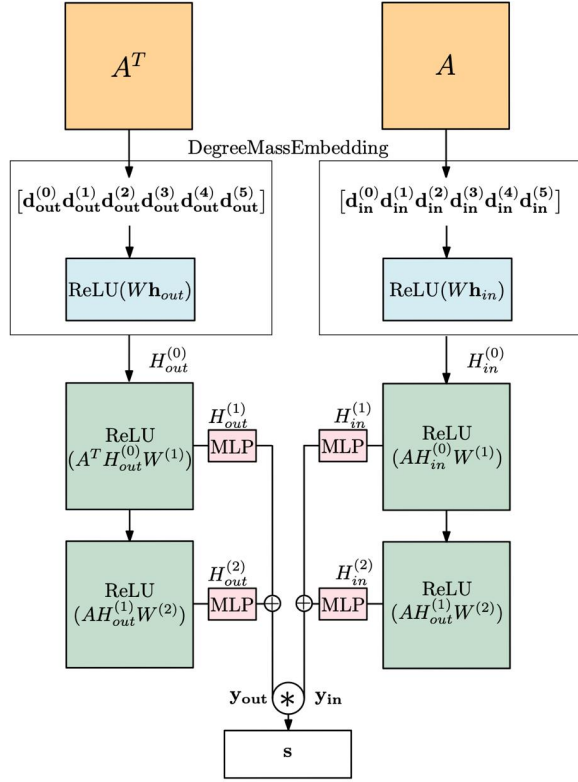 A^T
A
DegreeMassEmbedding
[d_out^(0) d_out^(1) d_out^(2) d_out^(3) d_out^(4) d_out^(5)]
[d_in^(0) d_in^(1) d_in^(2) d_in^(3) d_in^(4) d_in^(5)]
ReLU(Wh_out)
ReLU(Wh_in)
H_out^(0)
H_in^(0)
ReLU
(A^T H_out^(0) W^(1))
H_out^(1)
MLP
H_in^(1)
MLP
ReLU
(AH_in^(0) W^(1))
ReLU
(AH_out^(1) W^(2))
H_out^(2)
MLP
⊕
H_in^(2)
MLP
⊕
ReLU
(AH_out^(1) W^(2))
y_out
*
y_in
s